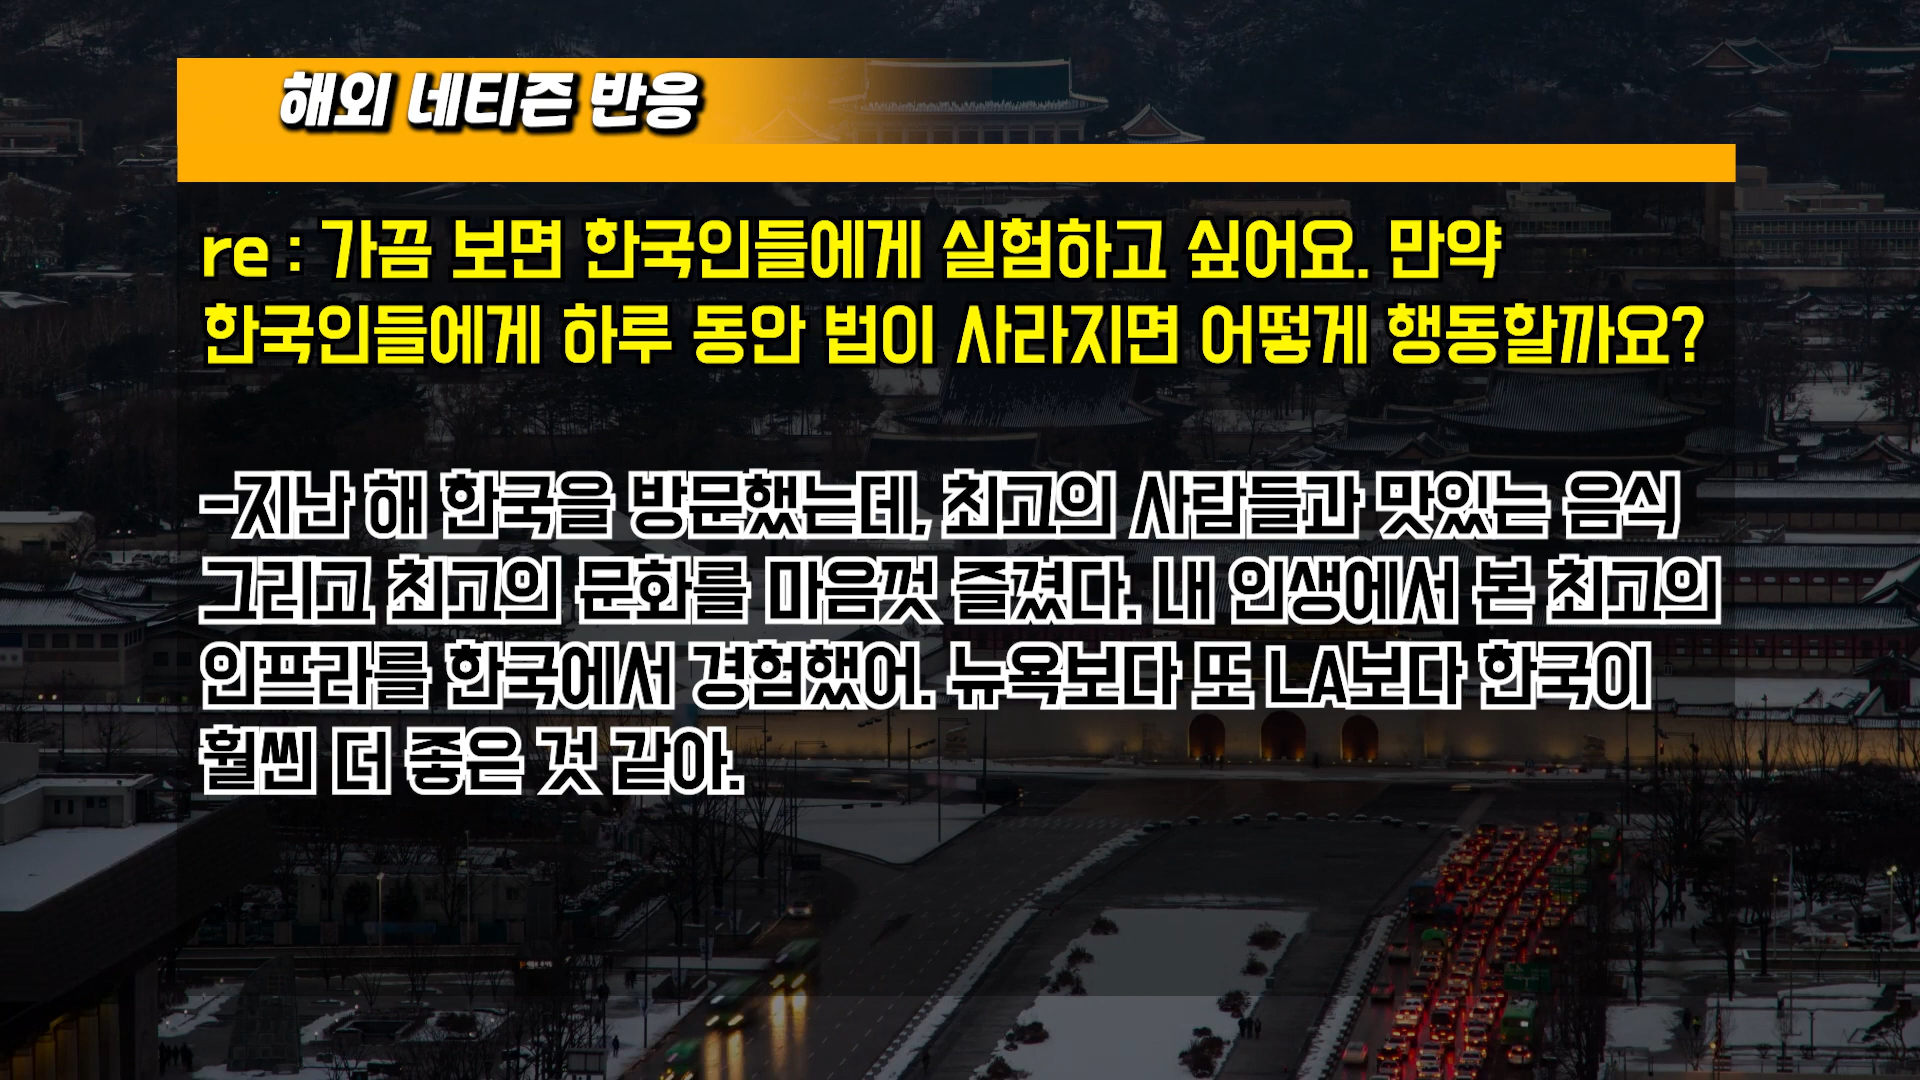 해외 네티즌 반응
re : 가끔 보면 한국인들에게 실험하고 싶어요. 만약
한국인들에게 하루 동안 법이 사라지면 어떻게 행동할까요?
-지난 해 한국을 방문했는데, 최고의 사람들과 맛있는 음식
그리고 최고의 문화를 마음껏 즐겼다. 내 인생에서 본 최고의
인프라를 한국에서 경험했어. 뉴욕보다 또 LA보다 한국이
훨씬 더 좋은 것 같아.